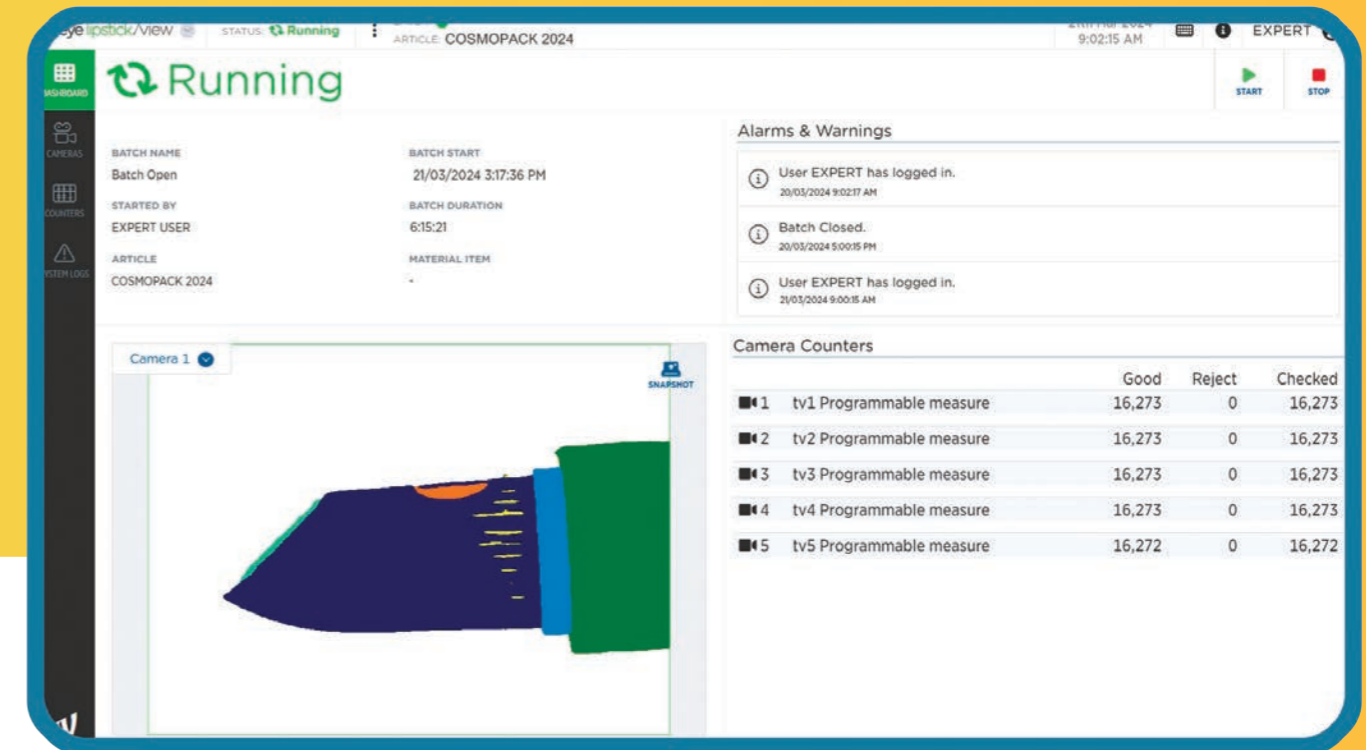 eye lipstick/view STATUS: Running
ARTICLE: COSMOPACK 2024
2024
9:02:15 AM
EXPERT
DASHBOARD
Running
START
STOP
CAMERAS
COUNTERS
SYSTEM LOGS
BATCH NAME
Batch Open
BATCH START
21/03/2024 3:17:36 PM
STARTED BY
EXPERT USER
BATCH DURATION
6:15:21
ARTICLE
COSMOPACK 2024
MATERIAL ITEM
-
Alarms & Warnings
User EXPERT has logged in.
20/03/2024 9:02:17 AM
Batch Closed.
20/03/2024 5:00:15 PM
User EXPERT has logged in.
21/03/2024 9:00:15 AM
Camera 1
SNAPSHOT
Camera Counters
Good Reject Checked
1 tv1 Programmable measure 16,273 0 16,273
2 tv2 Programmable measure 16,273 0 16,273
3 tv3 Programmable measure 16,273 0 16,273
4 tv4 Programmable measure 16,273 0 16,273
5 tv5 Programmable measure 16,272 0 16,272